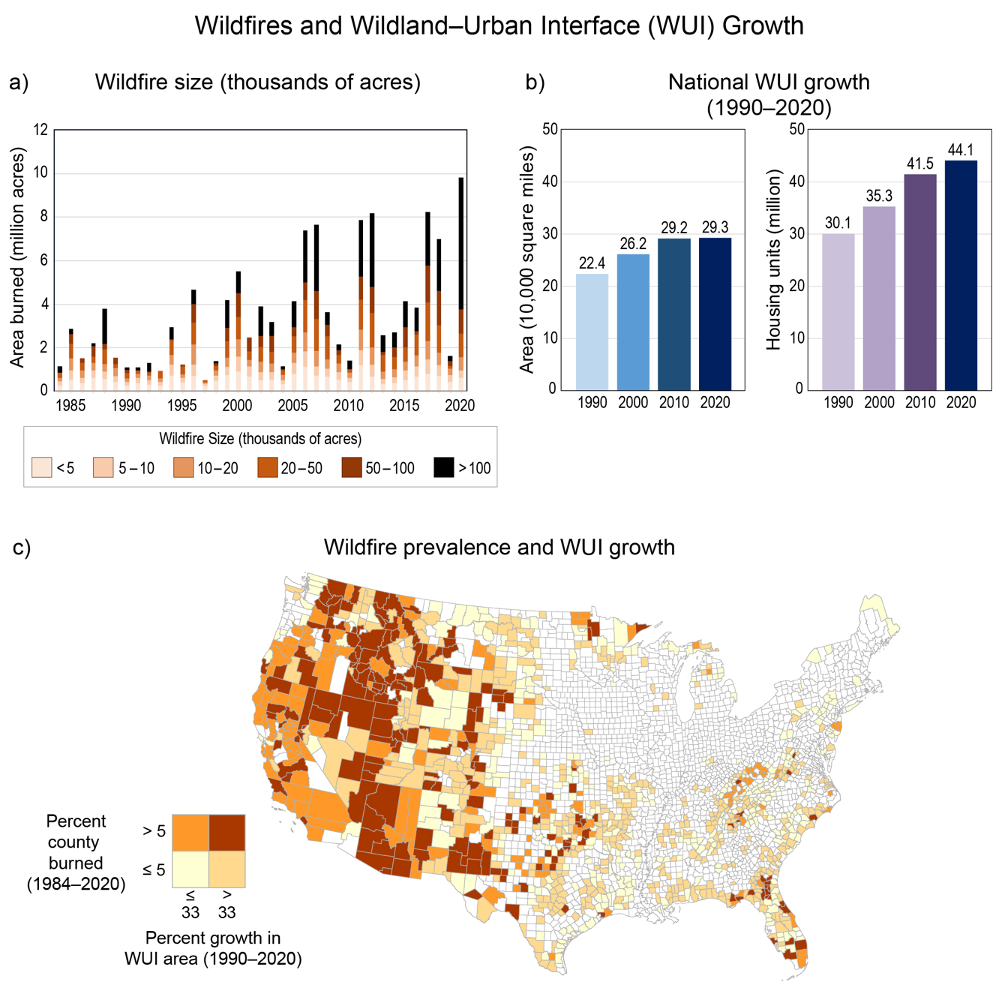 Wildfires and Wildland–Urban Interface (WUI) Growth
a)
Wildfire size (thousands of acres)
Area burned (million acres)
12
10
8
6
4
2
0
1985 1990 1995 2000 2005 2010 2015 2020
Wildfire Size (thousands of acres)
< 5 5 – 10 10 – 20 20 – 50 50 – 100 > 100
b)
National WUI growth
(1990–2020)
Area (10,000 square miles)
50
40
30
20
10
0
22.4
26.2
29.2
29.3
1990 2000 2010 2020
Housing units (million)
50
40
30
20
10
0
30.1
35.3
41.5
44.1
1990 2000 2010 2020
c)
Wildfire prevalence and WUI growth
Percent
county
burned
(1984–2020)
> 5
≤ 5
≤ >
33 33
Percent growth in
WUI area (1990–2020)